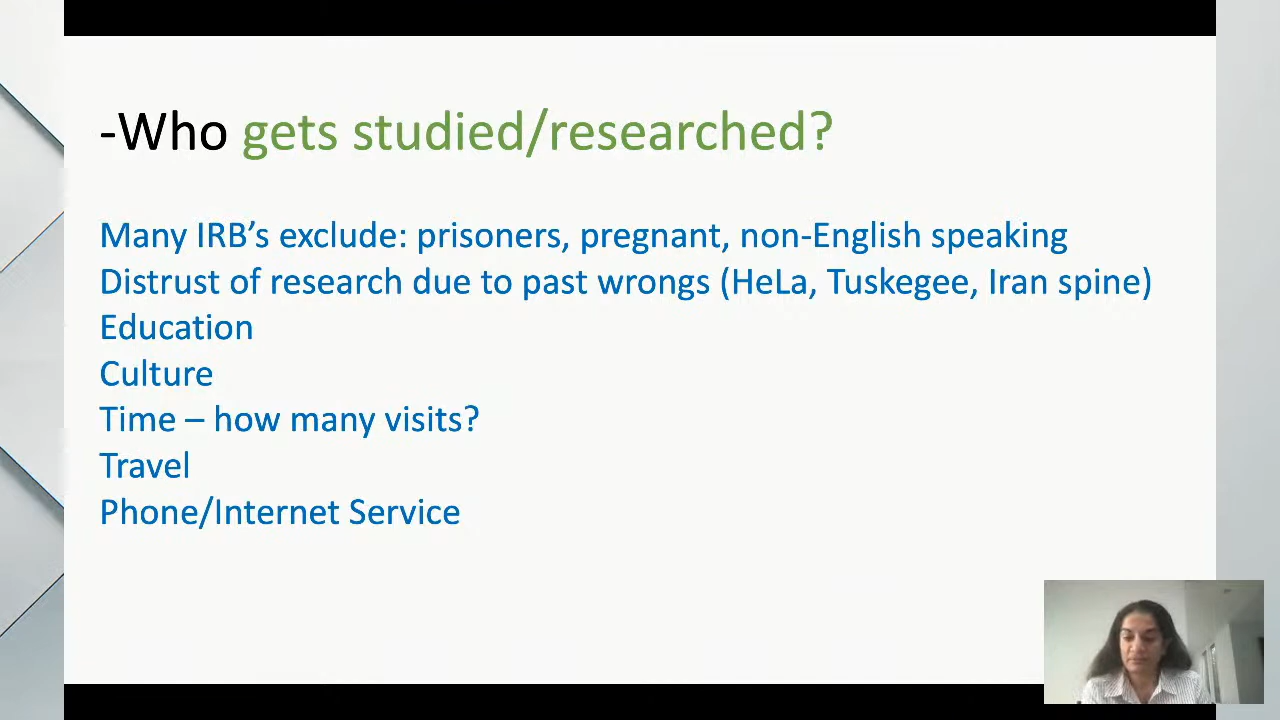 -Who gets studied/researched?
Many IRB’s exclude: prisoners, pregnant, non-English speaking
Distrust of research due to past wrongs (HeLa, Tuskegee, Iran spine)
Education
Culture
Time – how many visits?
Travel
Phone/Internet Service